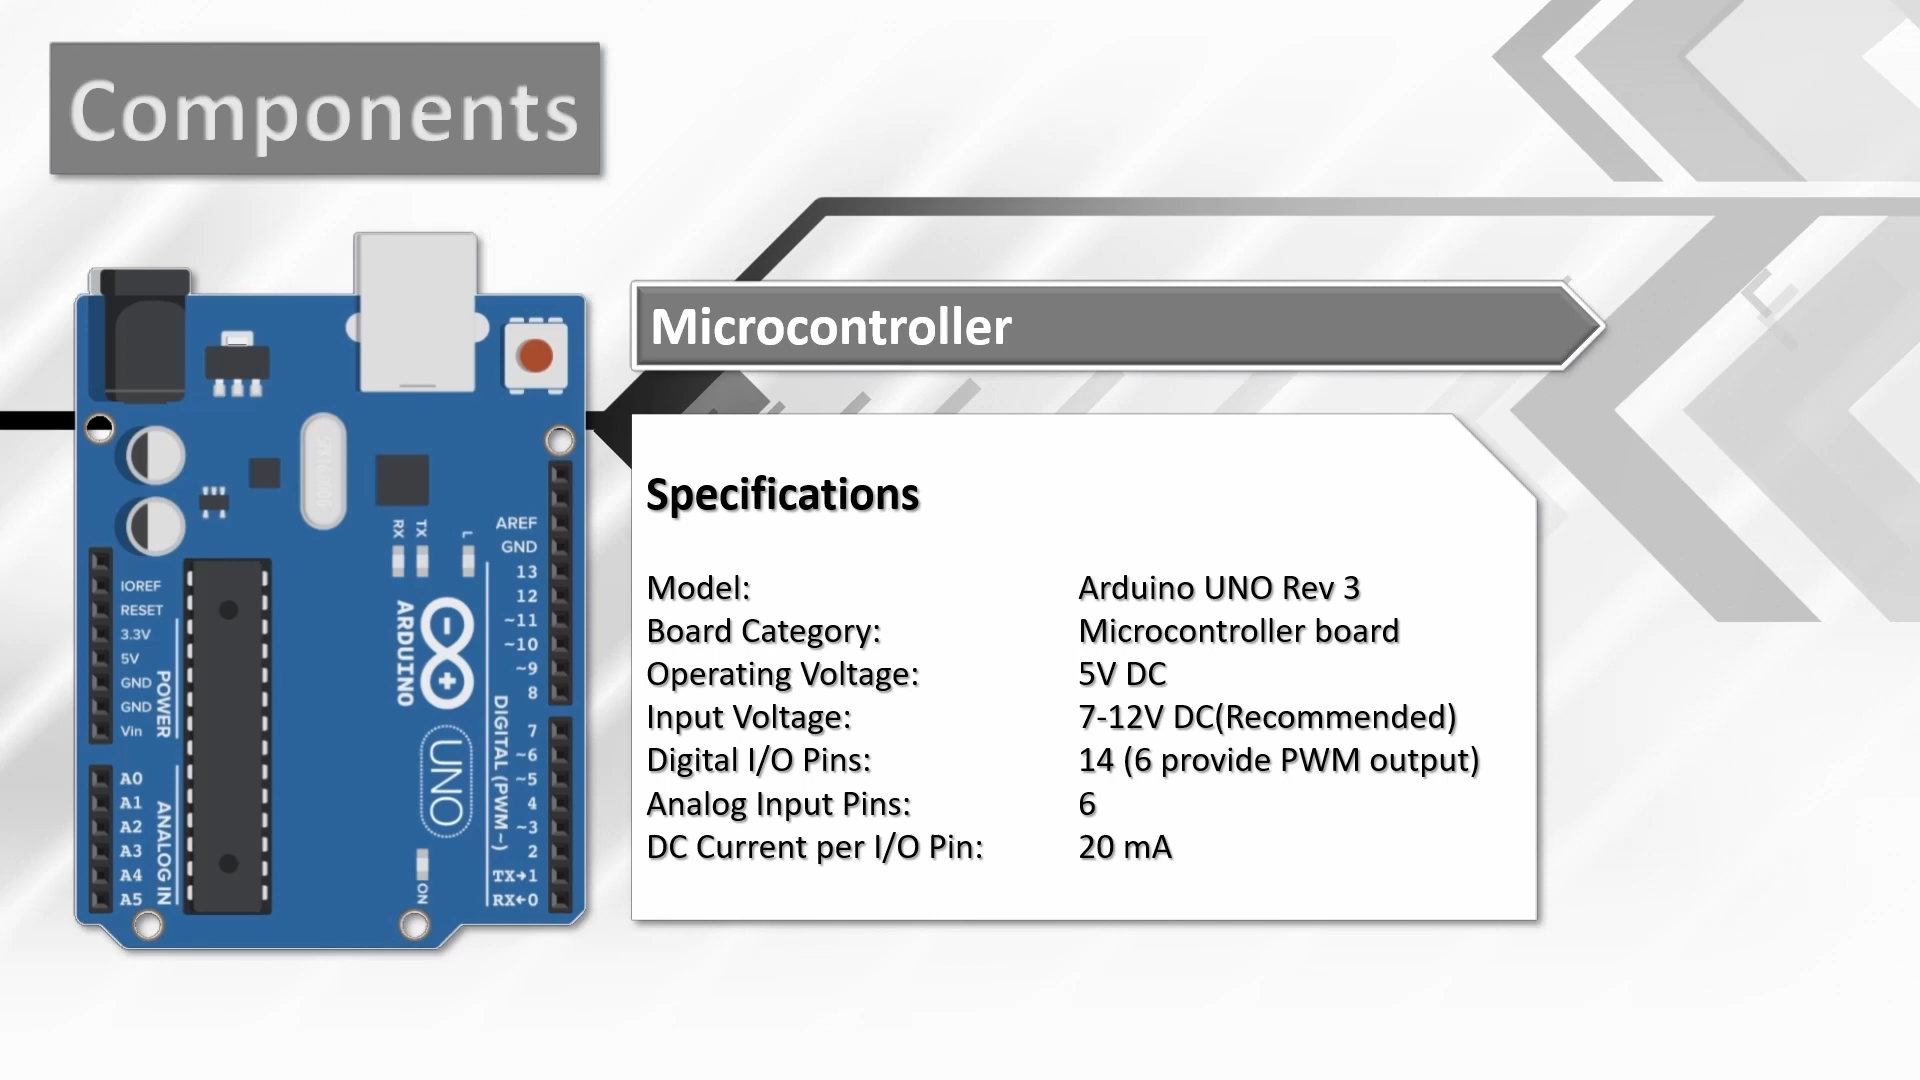 Components
Microcontroller
Specifications
Model: Arduino UNO Rev 3
Board Category: Microcontroller board
Operating Voltage: 5V DC
Input Voltage: 7-12V DC(Recommended)
Digital I/O Pins: 14 (6 provide PWM output)
Analog Input Pins: 6
DC Current per I/O Pin: 20 mA
RX
TX
L
AREF
GND
13
12
~11
~10
~9
8
7
~6
~5
4
~3
2
TX→1
RX←0
DIGITAL (PWM~)
ARDUINO
UNO
ON
IOREF
RESET
3.3V
5V
GND
GND
Vin
POWER
A0
A1
A2
A3
A4
A5
ANALOG IN